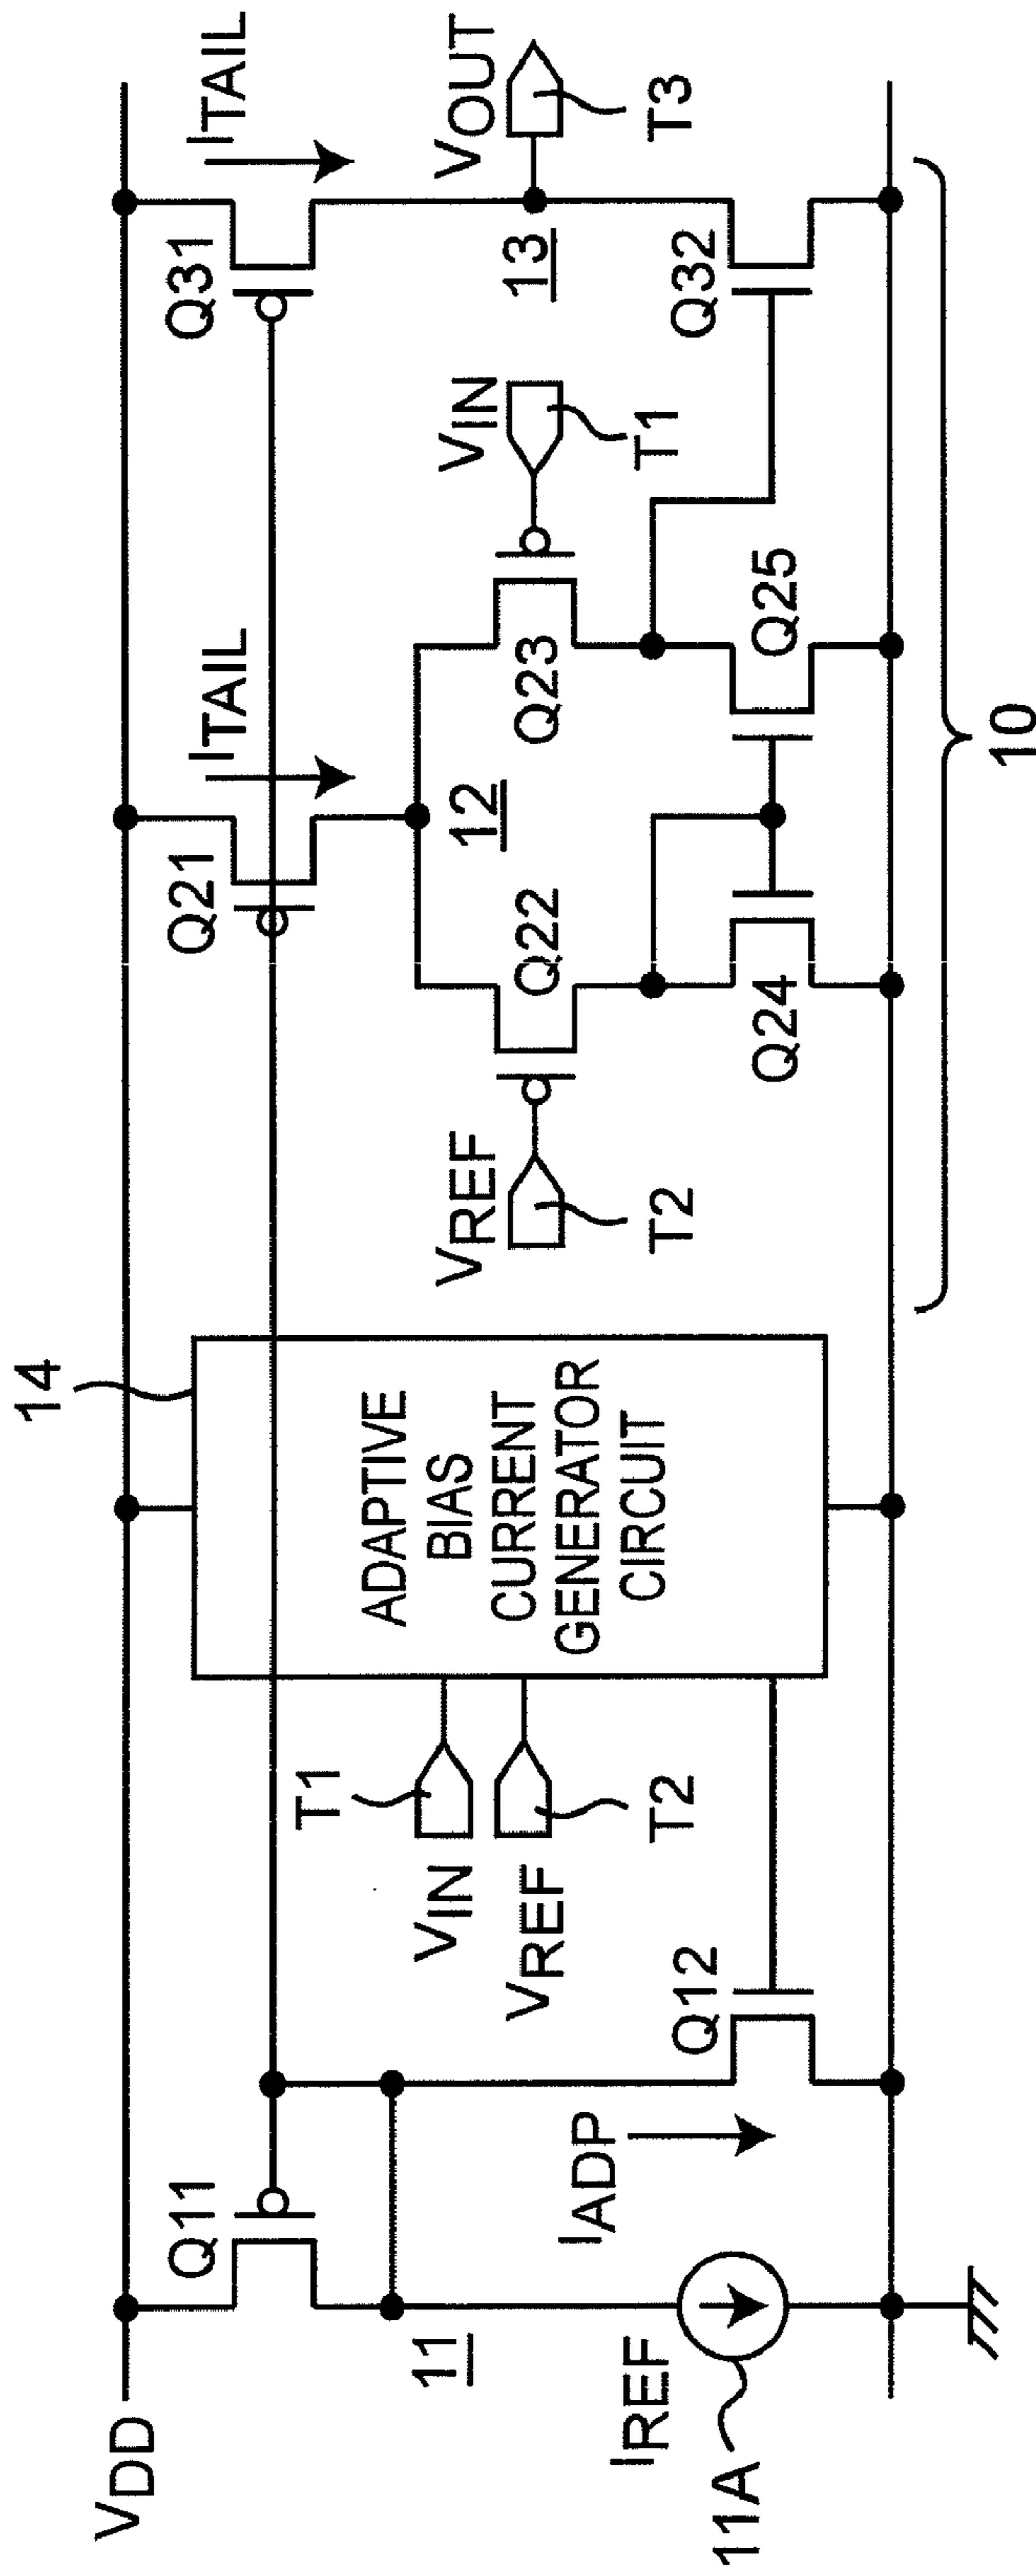 14
VDD
Q11
Q21
ITAIL
Q31
ITAIL
T1
VIN
VREF
T2
ADAPTIVE
BIAS
CURRENT
GENERATOR
CIRCUIT
VREF
T2
Q22
12
Q23
VIN
T1
VOUT
13
T3
11
IREF
11A
IADP
Q12
Q24
Q25
Q32
10